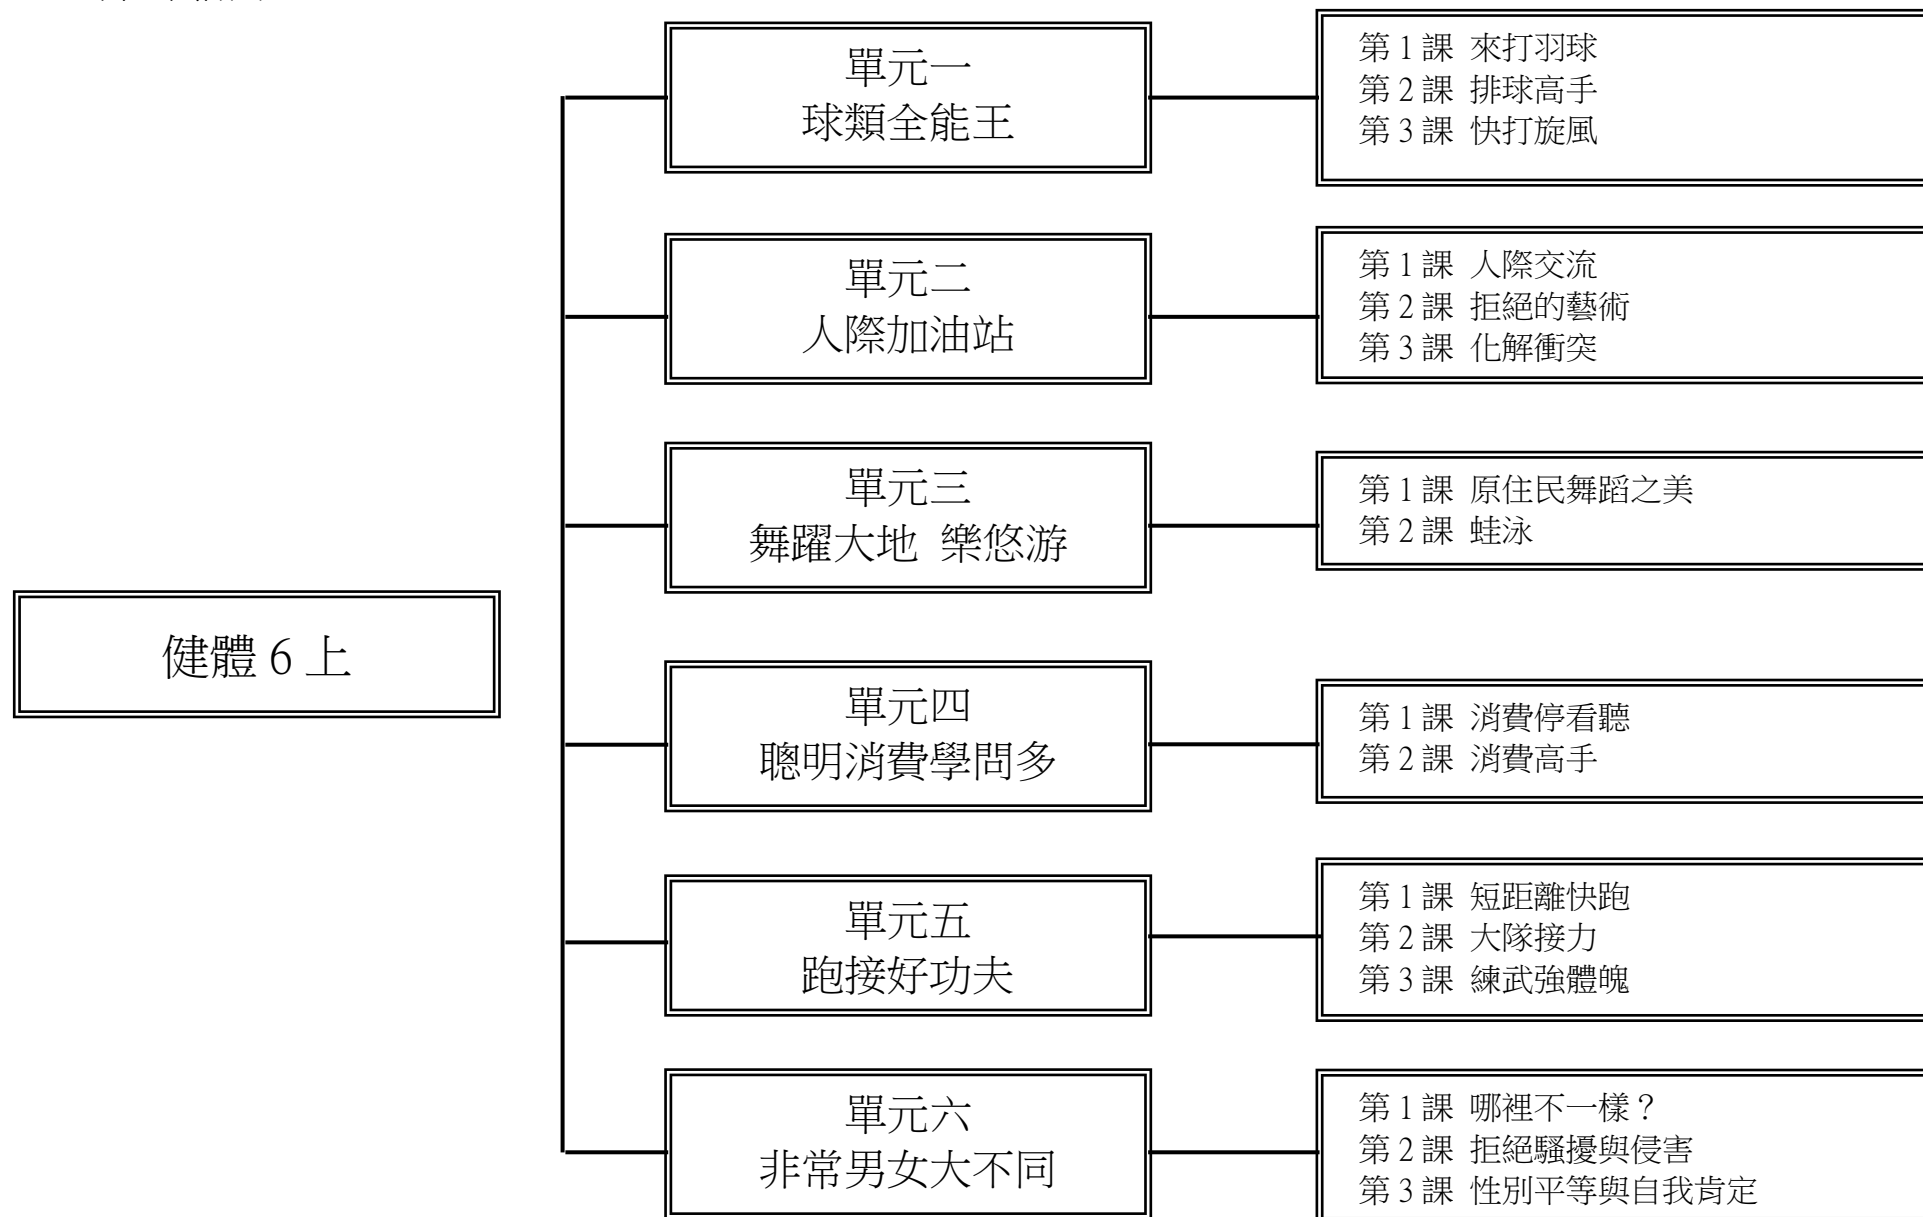 單元一
球類全能王
第 1 課 來打羽球
第 2 課 排球高手
第 3 課 快打旋風
單元二
人際加油站
第 1 課 人際交流
第 2 課 拒絕的藝術
第 3 課 化解衝突
單元三
舞躍大地 樂悠游
第 1 課 原住民舞蹈之美
第 2 課 蛙泳
健體 6 上
單元四
聰明消費學問多
第 1 課 消費停看聽
第 2 課 消費高手
單元五
跑接好功夫
第 1 課 短距離快跑
第 2 課 大隊接力
第 3 課 練武強體魄
單元六
非常男女大不同
第 1 課 哪裡不一樣？
第 2 課 拒絕騷擾與侵害
第 3 課 性別平等與自我肯定